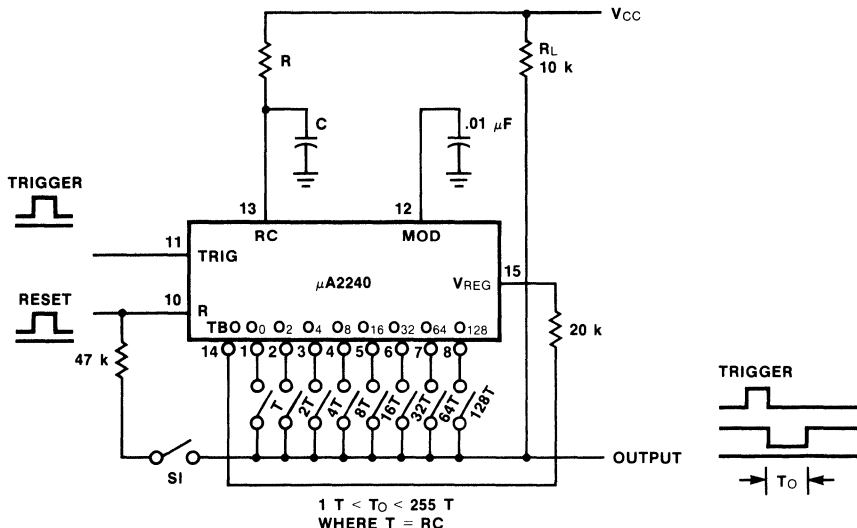 VCC
R
RL
10 k
C
.01 μF
TRIGGER
13
12
RC
MOD
11
TRIG
15
μA2240
VREG
RESET
10
R
TBO O0 O2 O4 O8 O16 O32 O64 O128
20 k
47 k
14 1 2 3 4 5 6 7 8
TRIGGER
T 2T 4T 8T 16T 32T 64T 128T
OUTPUT
SI
TO
1 T < TO < 255 T
WHERE T = RC